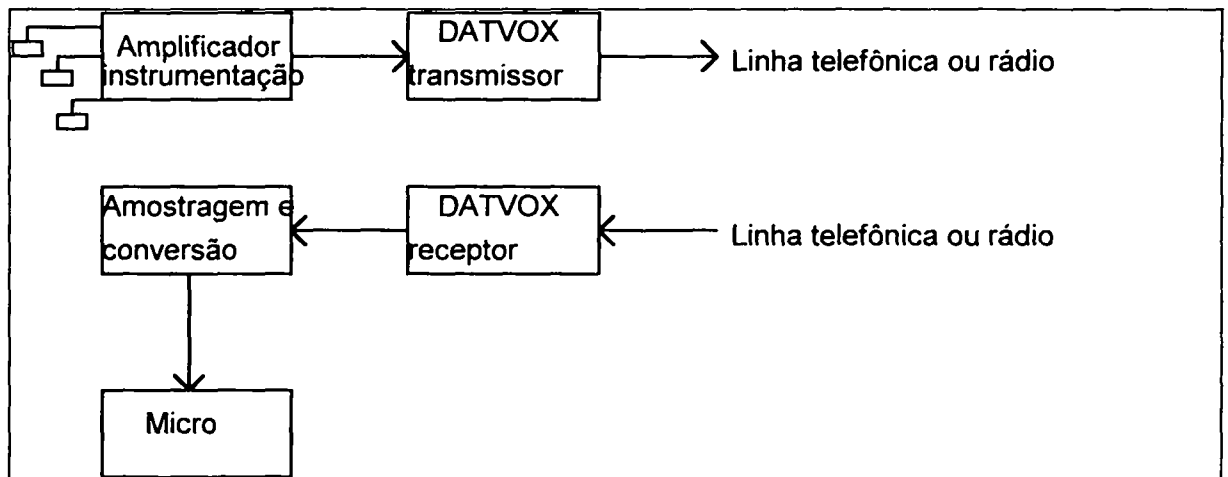 Amplificador
instrumentação
DATVOX
transmissor
Linha telefônica ou rádio
Amostragem e
conversão
DATVOX
receptor
Linha telefônica ou rádio
Micro